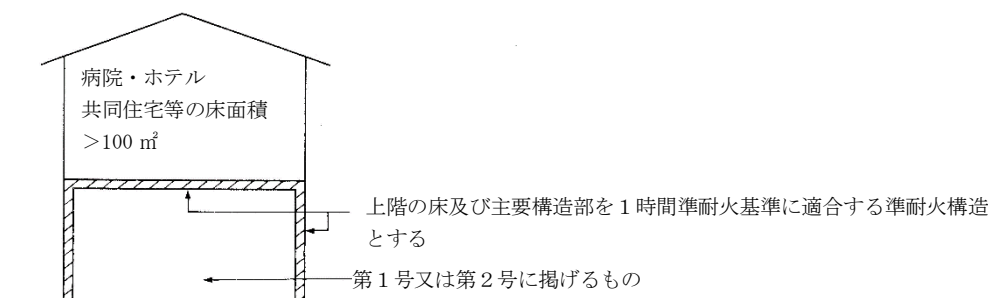 病院・ホテル
共同住宅等の床面積
＞100 ㎡
上階の床及び主要構造部を１時間準耐火基準に適合する準耐火構造
とする
第１号又は第２号に掲げるもの